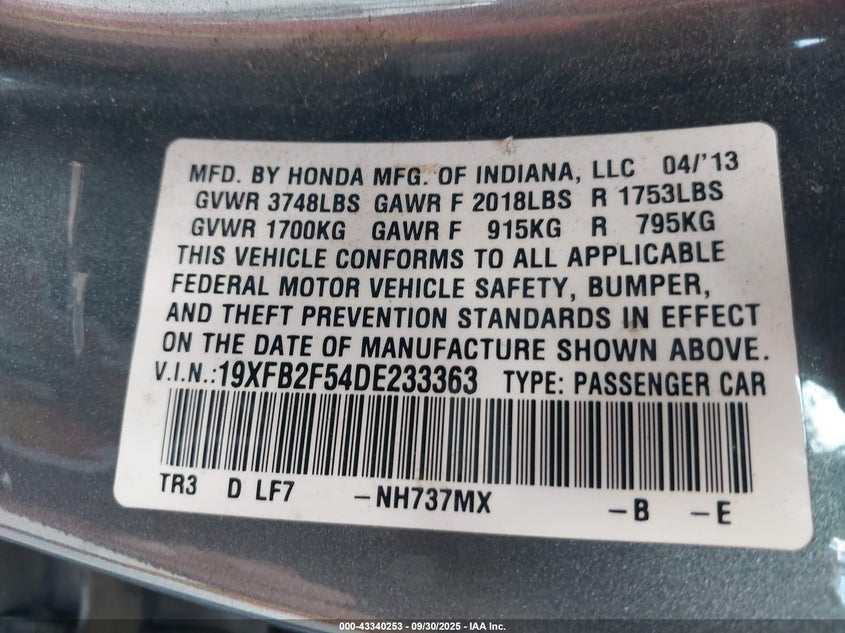 MFD. BY HONDA MFG. OF INDIANA, LLC 04/'13
GVWR 3748LBS GAWR F 2018LBS R 1753LBS
GVWR 1700KG GAWR F 915KG R 795KG
THIS VEHICLE CONFORMS TO ALL APPLICABLE
FEDERAL MOTOR VEHICLE SAFETY, BUMPER,
AND THEFT PREVENTION STANDARDS IN EFFECT
ON THE DATE OF MANUFACTURE SHOWN ABOVE.
V.I.N.:19XFB2F54DE233363 TYPE: PASSENGER CAR
TR3 D LF7 -NH737MX -B -E
000-43340253 - 09/30/2025 - IAA Inc.